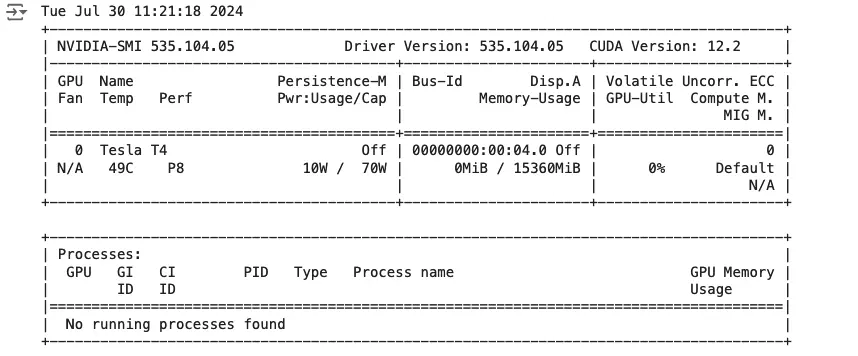 Tue Jul 30 11:21:18 2024
+---------------------------------------------------------------------------------------+
| NVIDIA-SMI 535.104.05             Driver Version: 535.104.05   CUDA Version: 12.2     |
|-----------------------------------------+----------------------+----------------------+
| GPU  Name                 Persistence-M | Bus-Id        Disp.A | Volatile Uncorr. ECC |
| Fan  Temp   Perf          Pwr:Usage/Cap |         Memory-Usage | GPU-Util  Compute M. |
|                                         |                      |               MIG M. |
|=========================================+======================+======================|
|   0  Tesla T4                       Off | 00000000:00:04.0 Off |                    0 |
| N/A   49C    P8              10W /  70W |      0MiB / 15360MiB |      0%      Default |
|                                         |                      |                  N/A |
+-----------------------------------------+----------------------+----------------------+

+---------------------------------------------------------------------------------------+
| Processes:                                                                            |
|  GPU   GI   CI        PID   Type   Process name                            GPU Memory |
|        ID   ID                                                             Usage      |
|=======================================================================================|
|  No running processes found                                                           |
+---------------------------------------------------------------------------------------+